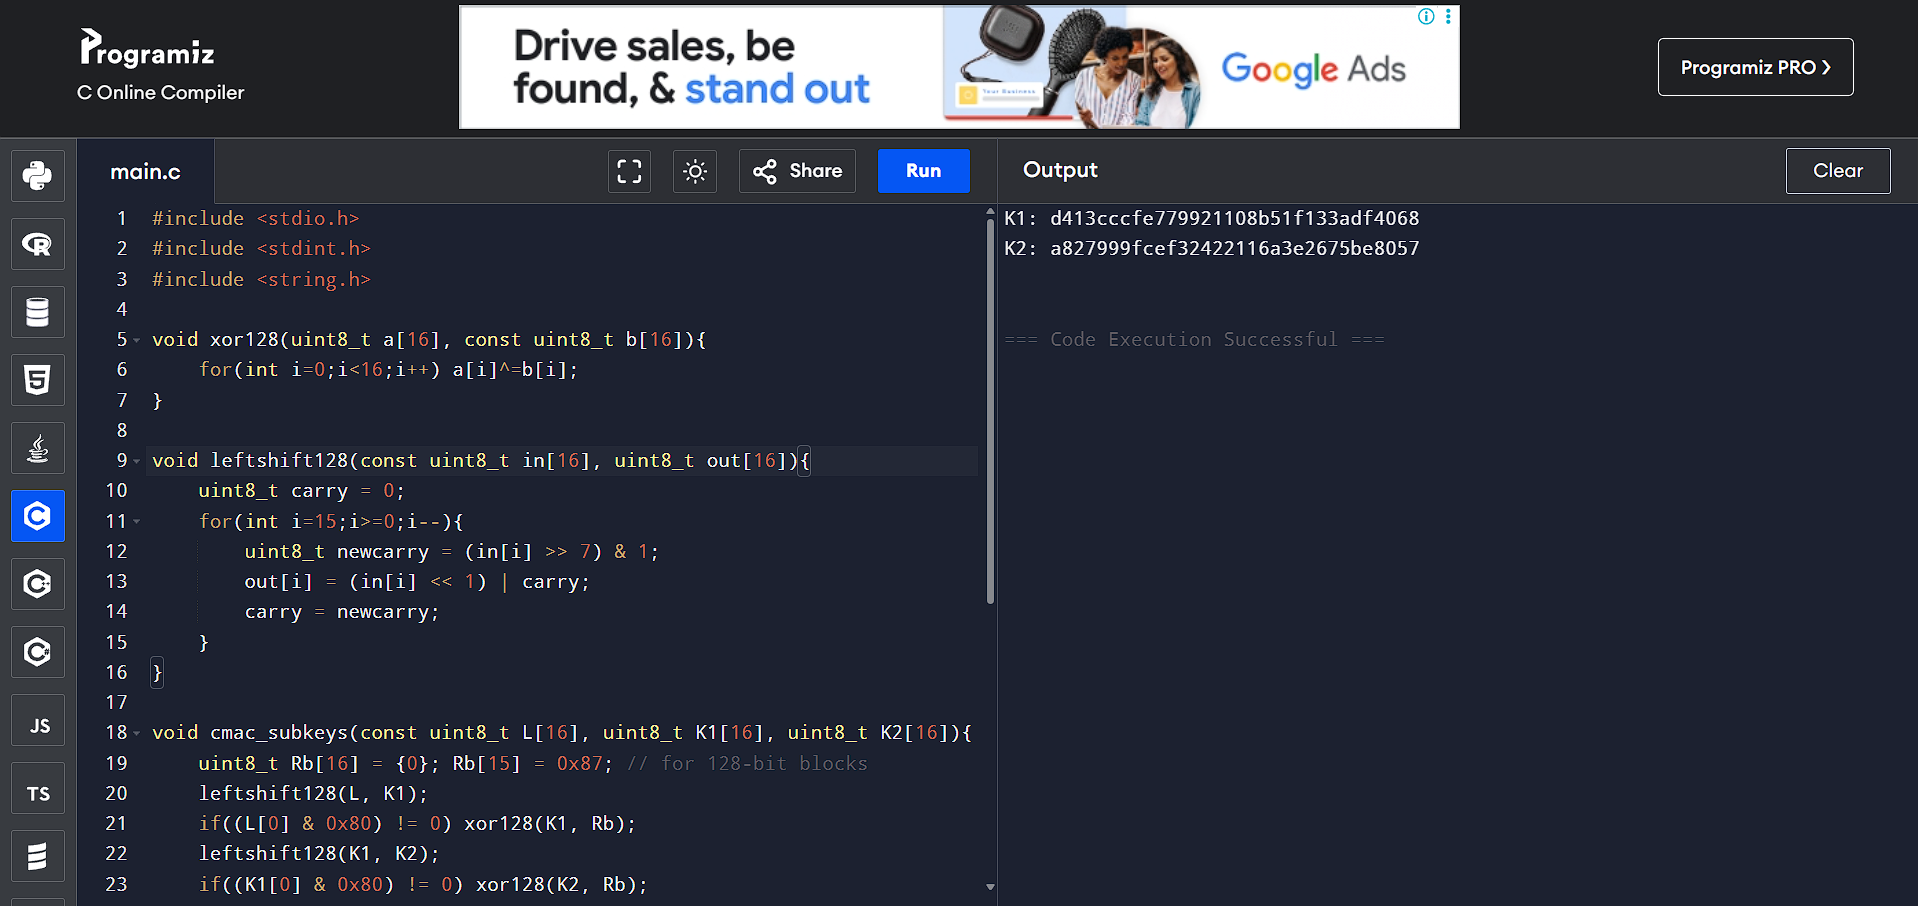 Programiz
C Online Compiler
Drive sales, be
found, & stand out
Your Business
Google Ads
Programiz PRO ❯
main.c
Share
Run
Output
Clear
1 #include <stdio.h>
2 #include <stdint.h>
3 #include <string.h>
4
5 void xor128(uint8_t a[16], const uint8_t b[16]){
6     for(int i=0;i<16;i++) a[i]^=b[i];
7 }
8
9 void leftshift128(const uint8_t in[16], uint8_t out[16]){
10     uint8_t carry = 0;
11     for(int i=15;i>=0;i--){
12         uint8_t newcarry = (in[i] >> 7) & 1;
13         out[i] = (in[i] << 1) | carry;
14         carry = newcarry;
15     }
16 }
17
18 void cmac_subkeys(const uint8_t L[16], uint8_t K1[16], uint8_t K2[16]){
19     uint8_t Rb[16] = {0}; Rb[15] = 0x87; // for 128-bit blocks
20     leftshift128(L, K1);
21     if((L[0] & 0x80) != 0) xor128(K1, Rb);
22     leftshift128(K1, K2);
23     if((K1[0] & 0x80) != 0) xor128(K2, Rb);
K1: d413cccfe779921108b51f133adf4068
K2: a827999fcef32422116a3e2675be8057
=== Code Execution Successful ===
5
C
C++
C#
JS
TS